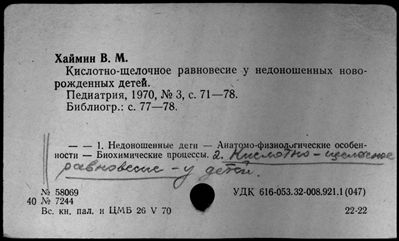 Хаймин В. М.
Кислотно-щелочное равновесие у недоношенных ново-
рожденных детей.
Педиатрия, 1970, № 3, с. 71—78.
Библиогр.: с. 77—78.
— — 1. Недоношенные дети — Анатомо-физиологические особен-
ности — Биохимические процессы. 2. Кислотно-щелочное
равновесие - у детей.
№ 58069
УДК 616-053.32-008.921.1(047)
40 № 7244
Вс. кн. пал. и ЦМБ 26 V 70
22-22